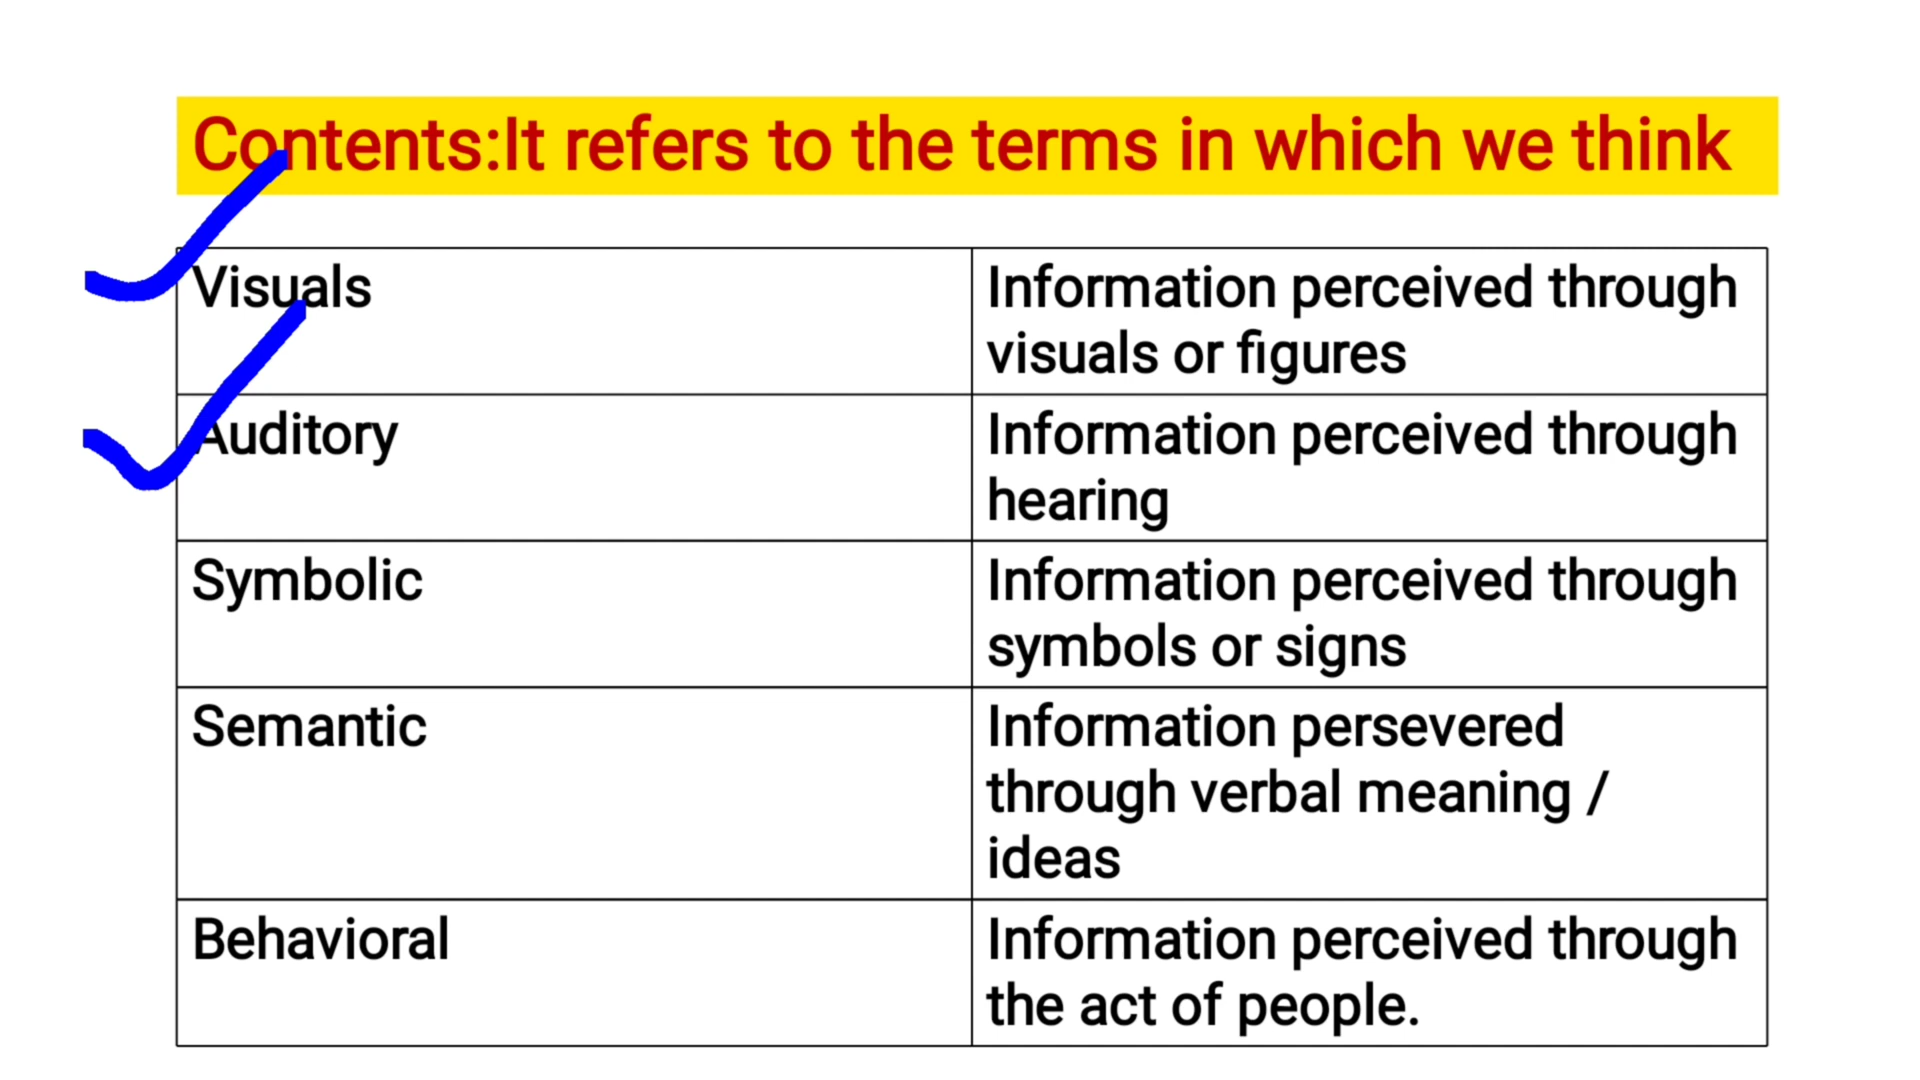 Contents:It refers to the terms in which we think
Visuals
Information perceived through
visuals or figures
Auditory
Information perceived through
hearing
Symbolic
Information perceived through
symbols or signs
Semantic
Information persevered
through verbal meaning /
ideas
Behavioral
Information perceived through
the act of people.